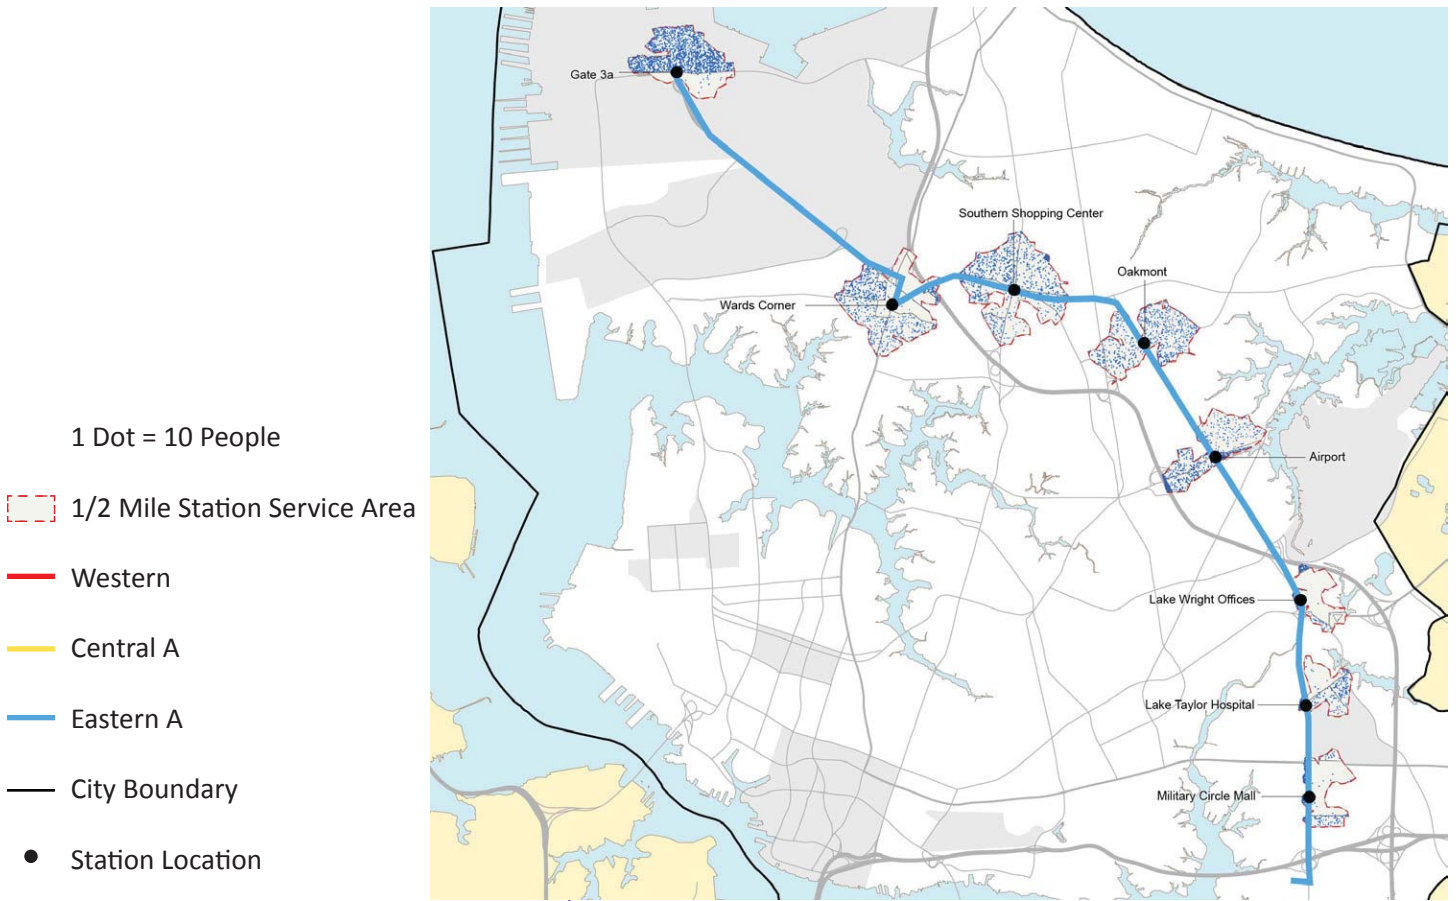 1 Dot = 10 People
1/2 Mile Station Service Area
Western
Central A
Eastern A
City Boundary
Station Location
Gate 3a
Southern Shopping Center
Oakmont
Wards Corner
Airport
Lake Wright Offices
Lake Taylor Hospital
Military Circle Mall